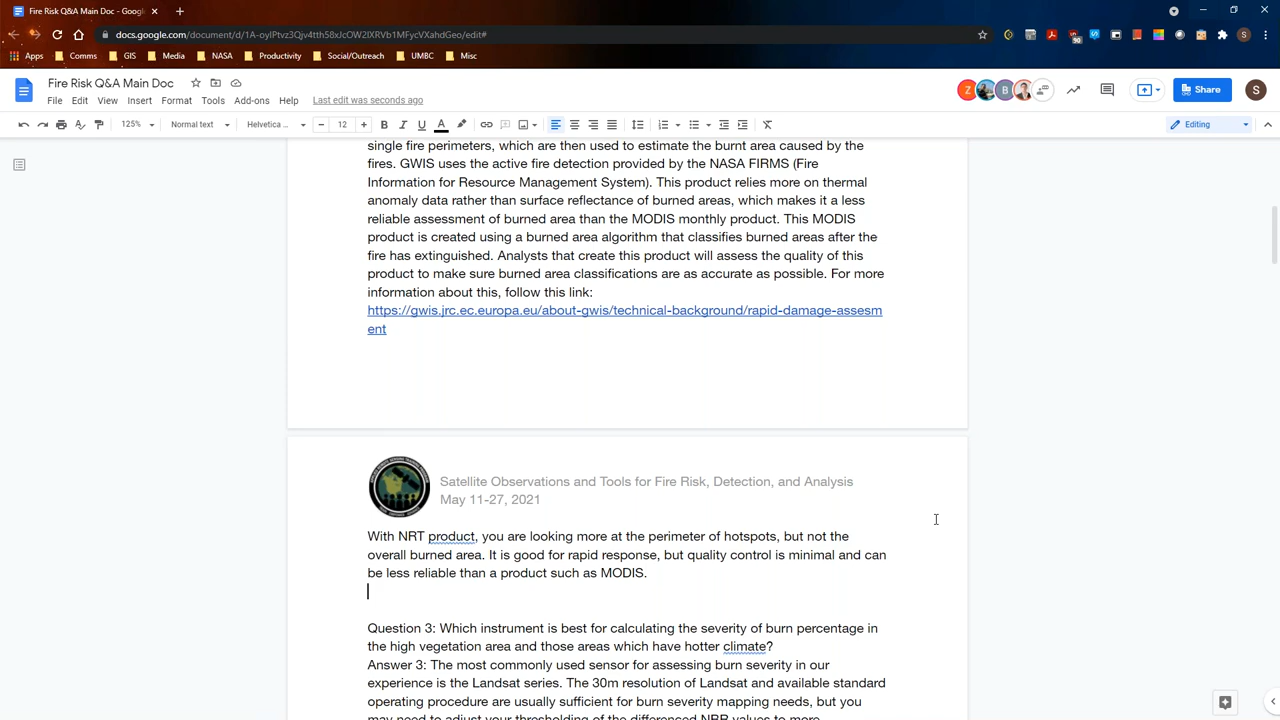 Fire Risk Q&A Main Doc - Google
docs.google.com/document/d/1A-oyIPtvz3Qjv4tth58xJcOW2IXRVb1MFycVXahdGeo/edit#
Apps Comms GIS Media NASA Productivity Social/Outreach UMBC Misc
Fire Risk Q&A Main Doc
Z B
Share
S
File Edit View Insert Format Tools Add-ons Help Last edit was seconds ago
125% Normal text Helvetica ... 12 B I U A Editing
single fire perimeters, which are then used to estimate the burnt area caused by the
fires. GWIS uses the active fire detection provided by the NASA FIRMS (Fire
Information for Resource Management System). This product relies more on thermal
anomaly data rather than surface reflectance of burned areas, which makes it a less
reliable assessment of burned area than the MODIS monthly product. This MODIS
product is created using a burned area algorithm that classifies burned areas after the
fire has extinguished. Analysts that create this product will assess the quality of this
product to make sure burned area classifications are as accurate as possible. For more
information about this, follow this link:
https://gwis.jrc.ec.europa.eu/about-gwis/technical-background/rapid-damage-assesm
ent
Satellite Observations and Tools for Fire Risk, Detection, and Analysis
May 11-27, 2021
With NRT product, you are looking more at the perimeter of hotspots, but not the
overall burned area. It is good for rapid response, but quality control is minimal and can
be less reliable than a product such as MODIS.
Question 3: Which instrument is best for calculating the severity of burn percentage in
the high vegetation area and those areas which have hotter climate?
Answer 3: The most commonly used sensor for assessing burn severity in our
experience is the Landsat series. The 30m resolution of Landsat and available standard
operating procedure are usually sufficient for burn severity mapping needs, but you
may need to adjust your thresholding of the differenced NBR values to more